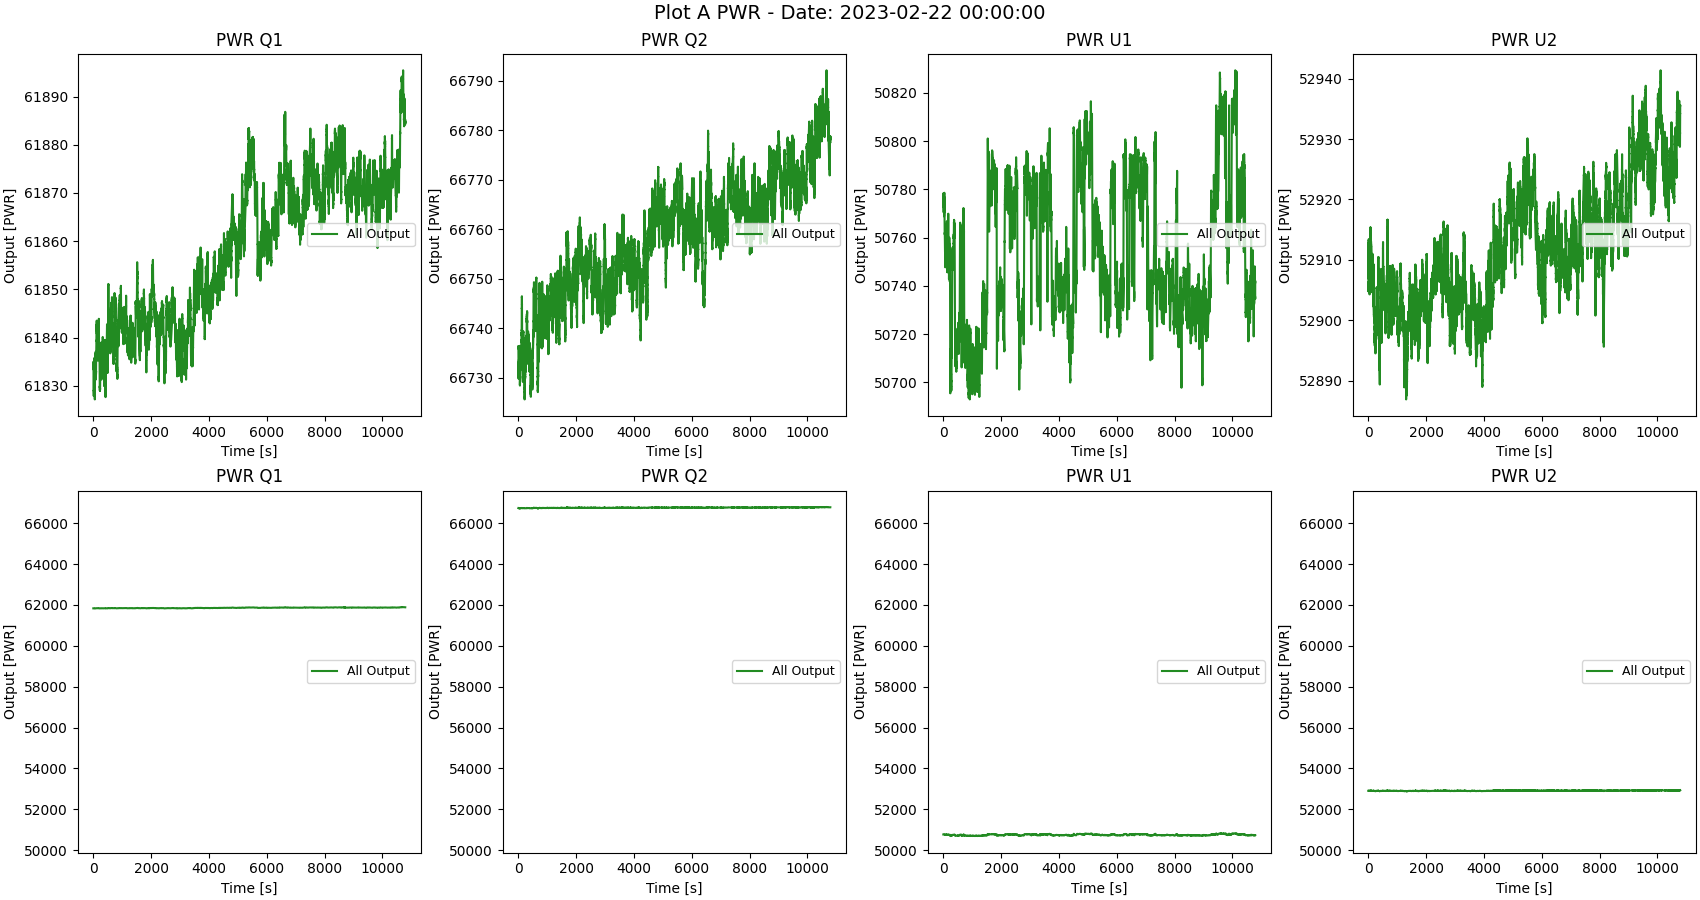 Plot A PWR - Date: 2023-02-22 00:00:00
PWR Q1
Output [PWR]
61890
61880
61870
61860
61850
61840
61830
0 2000 4000 6000 8000 10000
Time [s]
All Output
PWR Q2
Output [PWR]
66790
66780
66770
66760
66750
66740
66730
0 2000 4000 6000 8000 10000
Time [s]
All Output
PWR U1
Output [PWR]
50820
50800
50780
50760
50740
50720
50700
0 2000 4000 6000 8000 10000
Time [s]
All Output
PWR U2
Output [PWR]
52940
52930
52920
52910
52900
52890
0 2000 4000 6000 8000 10000
Time [s]
All Output
PWR Q1
Output [PWR]
66000
64000
62000
60000
58000
56000
54000
52000
50000
0 2000 4000 6000 8000 10000
Time [s]
All Output
PWR Q2
Output [PWR]
66000
64000
62000
60000
58000
56000
54000
52000
50000
0 2000 4000 6000 8000 10000
Time [s]
All Output
PWR U1
Output [PWR]
66000
64000
62000
60000
58000
56000
54000
52000
50000
0 2000 4000 6000 8000 10000
Time [s]
All Output
PWR U2
Output [PWR]
66000
64000
62000
60000
58000
56000
54000
52000
50000
0 2000 4000 6000 8000 10000
Time [s]
All Output